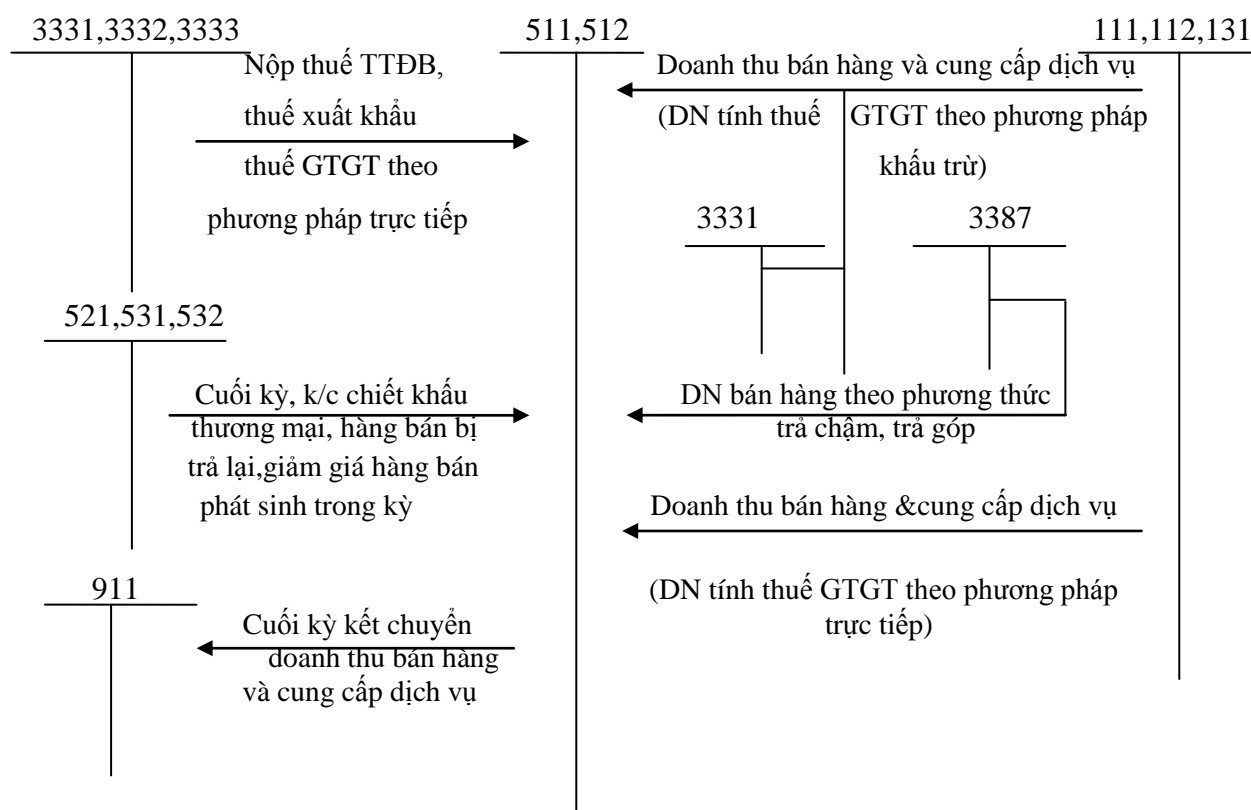 3331,3332,3333
Nộp thuế TTĐB,
thuế xuất khẩu
thuế GTGT theo
phương pháp trực tiếp
521,531,532
Cuối kỳ, k/c chiết khấu
thương mại, hàng bán bị
trả lại,giảm giá hàng bán
phát sinh trong kỳ
911
Cuối kỳ kết chuyển
doanh thu bán hàng
và cung cấp dịch vụ
511,512
111,112,131
Doanh thu bán hàng và cung cấp dịch vụ
(DN tính thuế GTGT theo phương pháp
khấu trừ)
3331
3387
DN bán hàng theo phương thức
trả chậm, trả góp
Doanh thu bán hàng &cung cấp dịch vụ
(DN tính thuế GTGT theo phương pháp
trực tiếp)